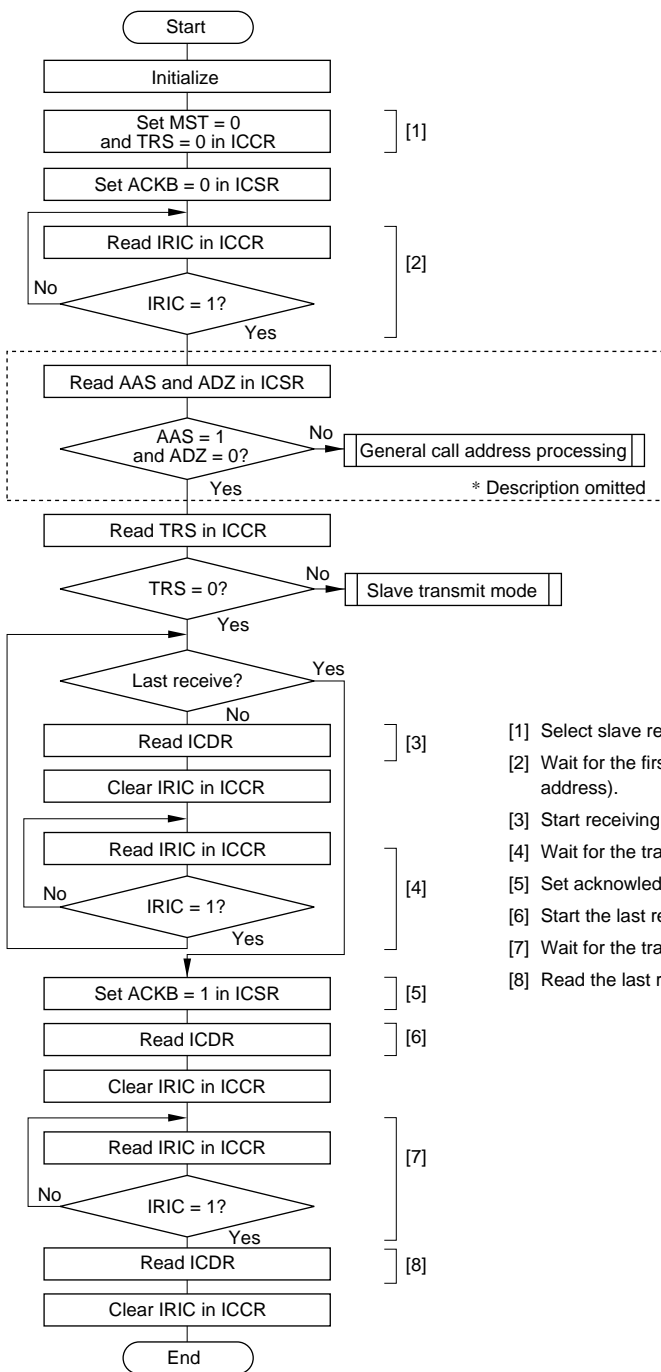 Start
Initialize
Set MST = 0
and TRS = 0 in ICCR
[1]
Set ACKB = 0 in ICSR
Read IRIC in ICCR
[2]
No
IRIC = 1?
Yes
Read AAS and ADZ in ICSR
AAS = 1
and ADZ = 0?
No
General call address processing
Yes
* Description omitted
Read TRS in ICCR
TRS = 0?
No
Slave transmit mode
Yes
Last receive?
Yes
No
Read ICDR
[3]
Clear IRIC in ICCR
Read IRIC in ICCR
[4]
No
IRIC = 1?
Yes
Set ACKB = 1 in ICSR
[5]
Read ICDR
[6]
Clear IRIC in ICCR
Read IRIC in ICCR
[7]
No
IRIC = 1?
Yes
Read ICDR
[8]
Clear IRIC in ICCR
End
[1] Select slave re
[2] Wait for the firs
address).
[3] Start receiving
[4] Wait for the tra
[5] Set acknowled
[6] Start the last re
[7] Wait for the tra
[8] Read the last r